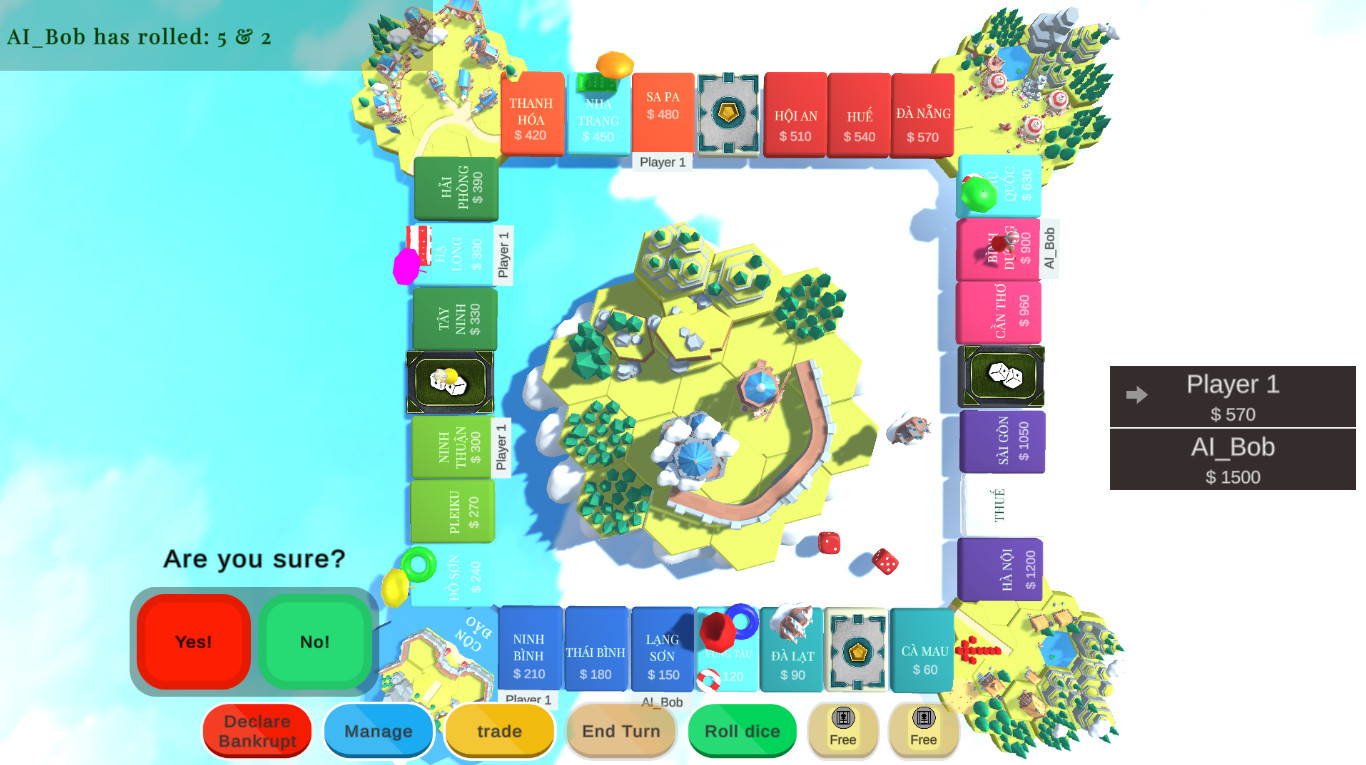 AI_Bob has rolled: 5 & 2
THANH
HÓA
$ 420
NHA
TRANG
$ 450
SA PA
$ 480
Player 1
HỘI AN
$ 510
HUẾ
$ 540
ĐÀ NẴNG
$ 570
HẢI
PHÒNG
$ 390
HẠ
LONG
$ 390
Player 1
TÂY
NINH
$ 330
NINH
THUẬN
$ 300
Player 1
PLEIKU
$ 270
ĐỒ SƠN
$ 240
QUỐC
$ 630
BÌNH
$ 900
AI_Bob
CẦN THƠ
$ 960
SÀI GÒN
$ 1050
THUẾ
HÀ NỘI
$ 1200
Player 1
$ 570
AI_Bob
$ 1500
Are you sure?
Yes!
No!
CÔN
ĐẢO
NINH
BÌNH
$ 210
Player 1
THÁI BÌNH
$ 180
LẠNG
SƠN
$ 150
AI_Bob
120
ĐÀ LẠT
$ 90
CÀ MAU
$ 60
Declare
Bankrupt
Manage
trade
End Turn
Roll dice
Free
Free